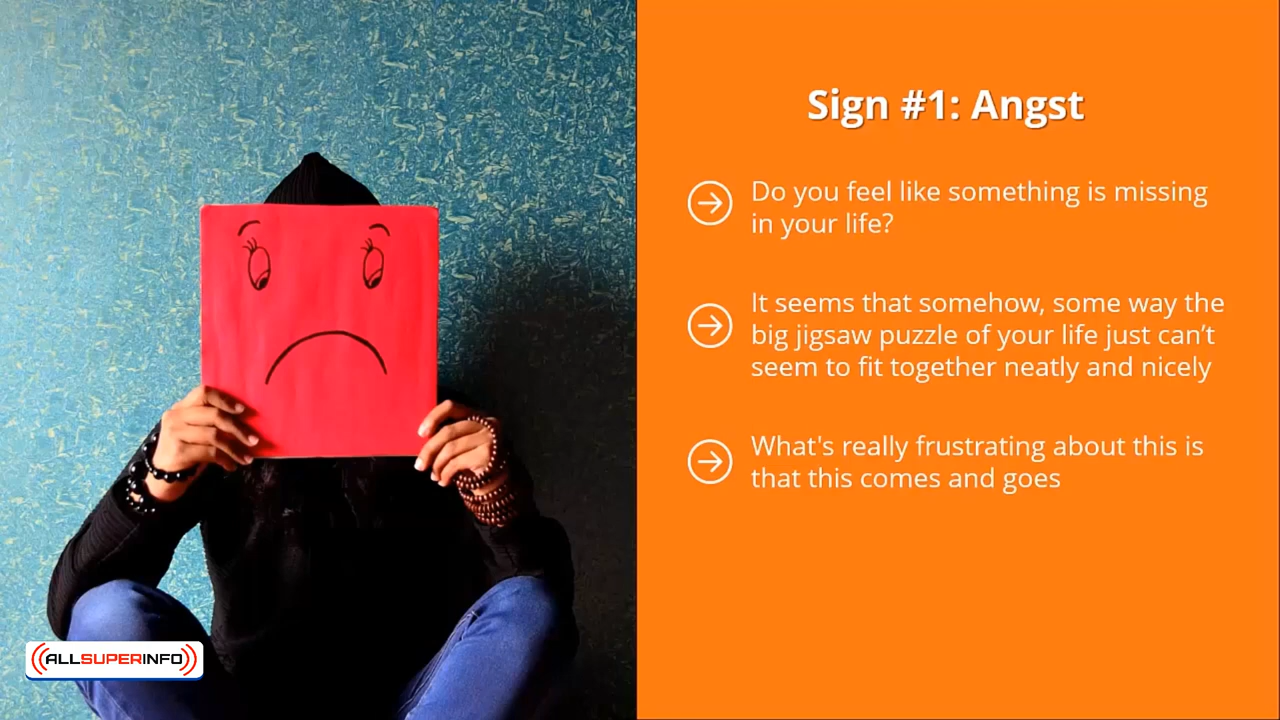 Sign #1: Angst
Do you feel like something is missing
in your life?
It seems that somehow, some way the
big jigsaw puzzle of your life just can’t
seem to fit together neatly and nicely
What's really frustrating about this is
that this comes and goes
ALLSUPERINFO